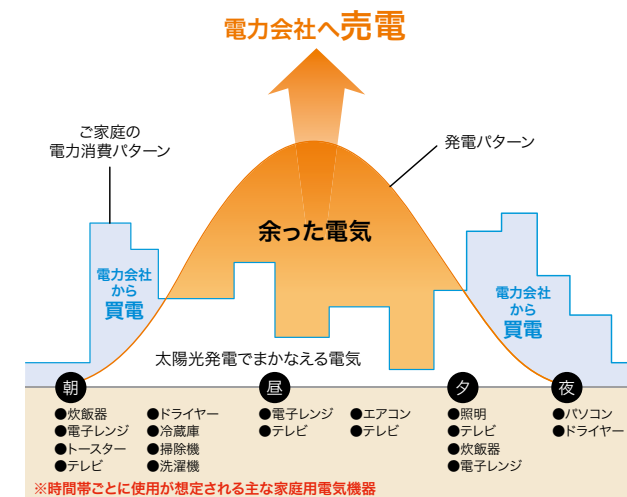 電力会社へ売電
ご家庭の
電力消費パターン
発電パターン
余った電気
電力会社
から
買電
電力会社
から
買電
太陽光発電でまかなえる電気
朝
●炊飯器
●電子レンジ
●トースター
●テレビ
●ドライヤー
●冷蔵庫
●掃除機
●洗濯機
昼
●電子レンジ
●テレビ
●エアコン
●テレビ
夕
●照明
●テレビ
●炊飯器
●電子レンジ
夜
●パソコン
●ドライヤー
※時間帯ごとに使用が想定される主な家庭用電気機器